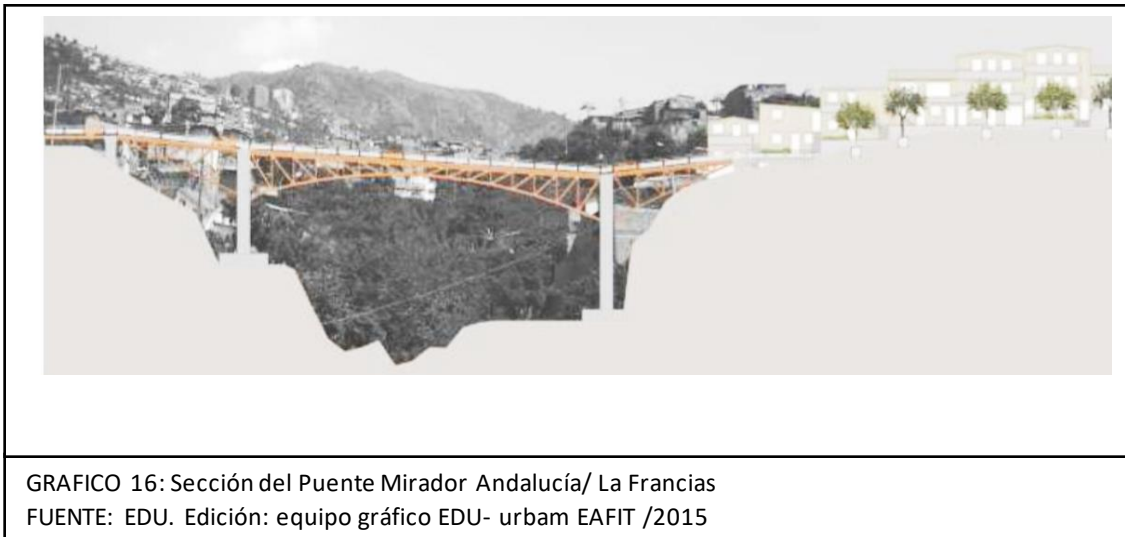 GRAFICO 16: Sección del Puente Mirador Andalucía/ La Francias
FUENTE: EDU. Edición: equipo gráfico EDU- urbam EAFIT /2015